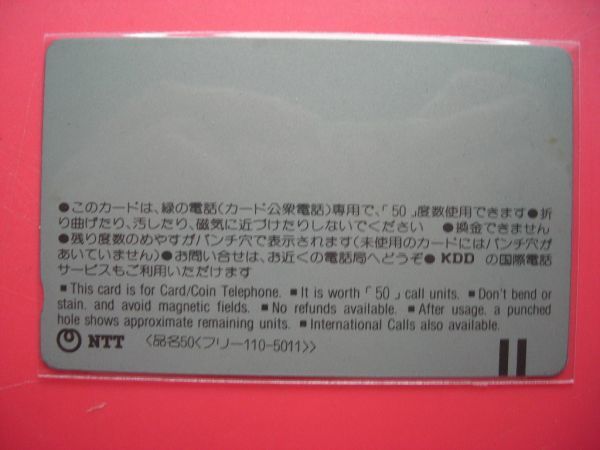 ●このカードは、緑の電話(カード公衆電話)専用で、「50」度数使用できます●折
り曲げたり、汚したり、磁気に近づけたりしないでください　●換金できません
●残り度数のめやすがパンチ穴で表示されます(未使用のカードにはパンチ穴が
あいていません)●お問い合せは、お近くの電話局へどうぞ● KDD の国際電話
サービスもご利用いただけます
■ This card is for Card/Coin Telephone. ■ It is worth「50」call units. ■ Don't bend or
stain, and avoid magnetic fields. ■ No refunds available. ■ After usage, a punched
hole shows approximate remaining units. ■ International Calls also available.
NTT 〈品名50〈フリー110-5011〉〉